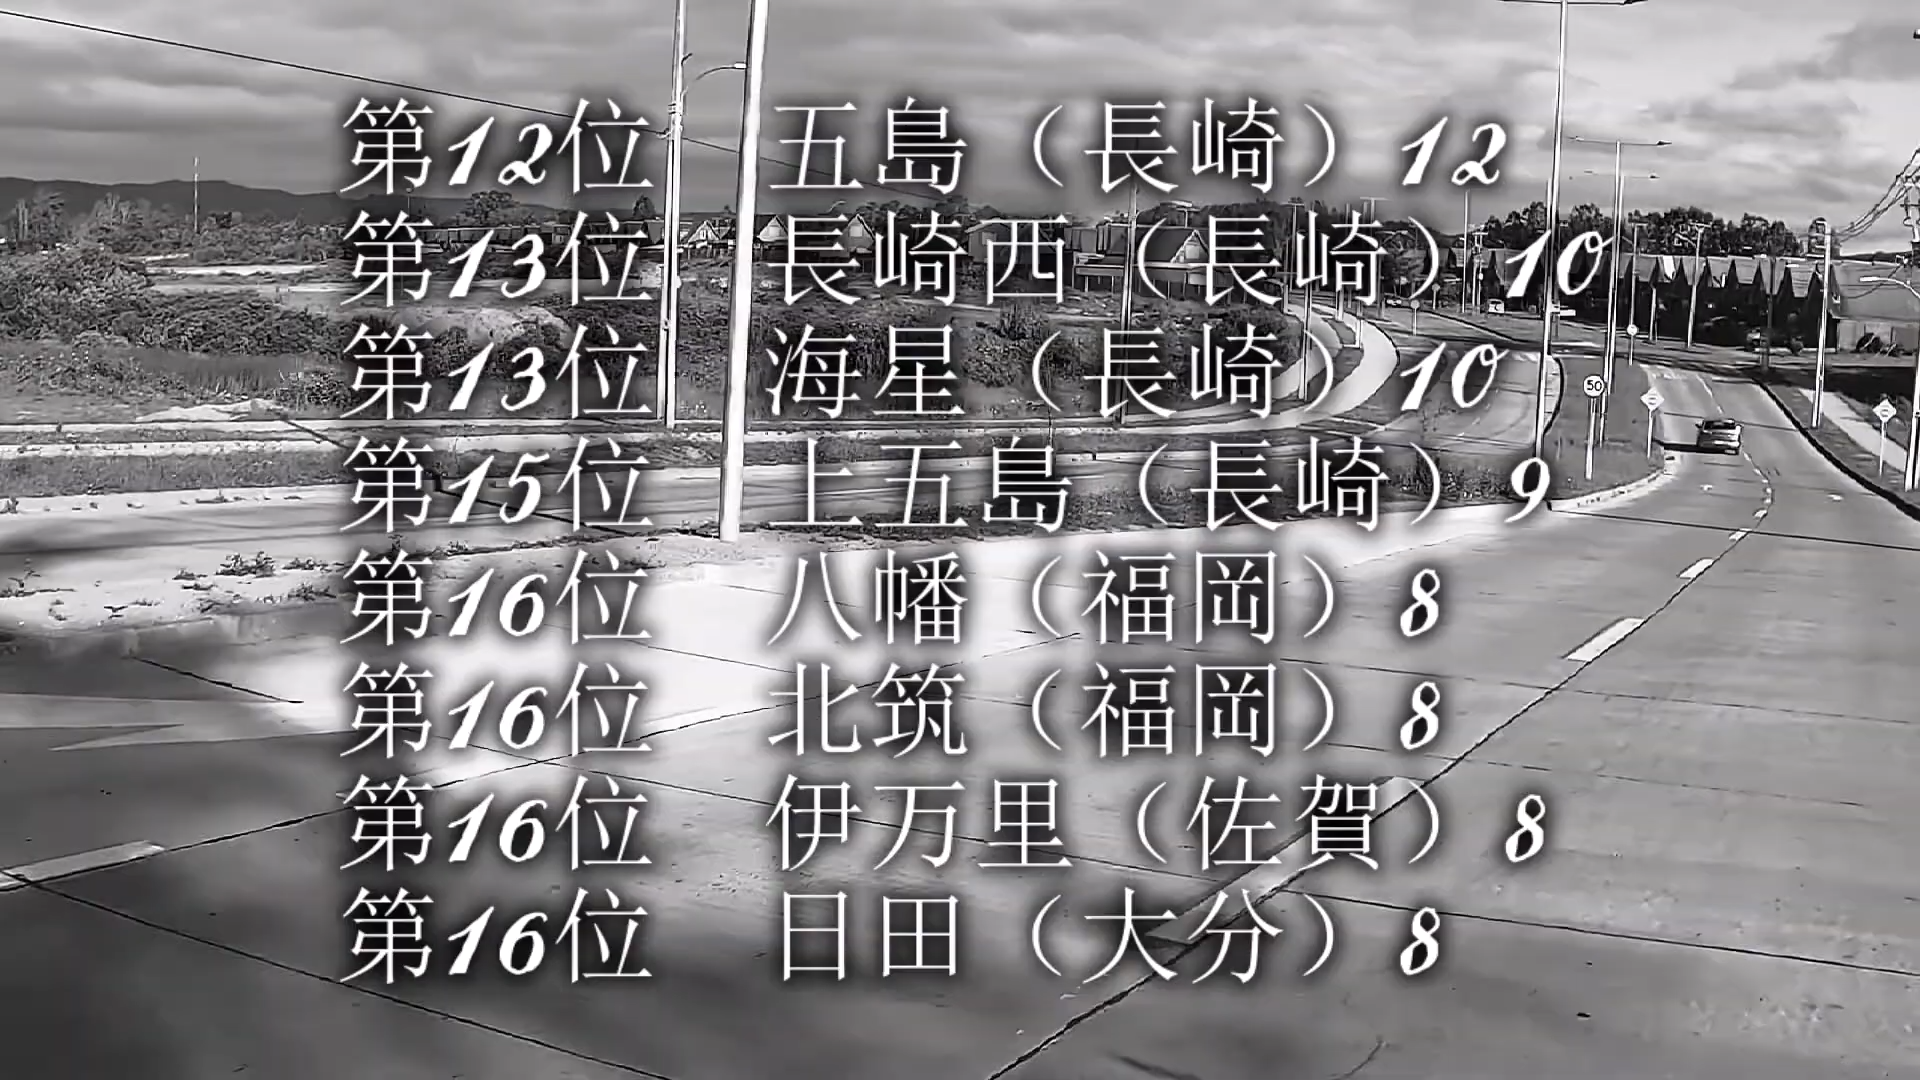 第12位　五島（長崎）12
第13位　長崎西（長崎）10
第13位　海星（長崎）10
第15位　上五島（長崎）9
第16位　八幡（福岡）8
第16位　北筑（福岡）8
第16位　伊万里（佐賀）8
第16位　日田（大分）8
50